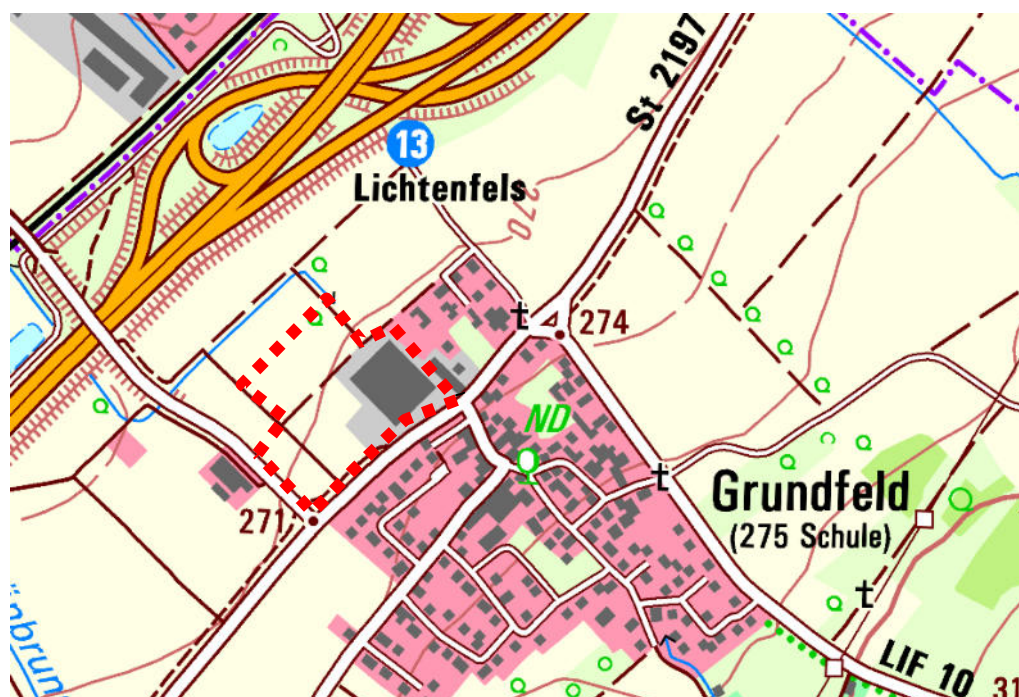 St 2197
13
Lichtenfels
270
274
ND
Grundfeld
(275 Schule)
271
LIF 10